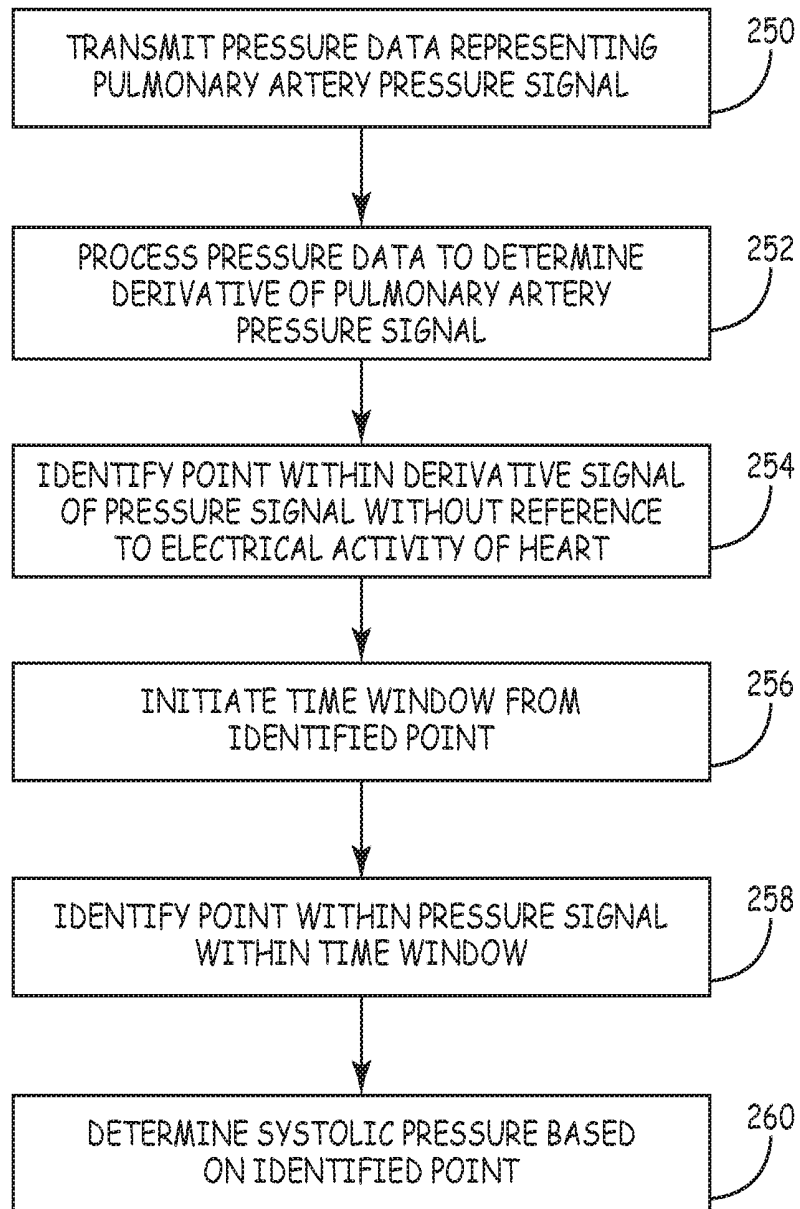 TRANSMIT PRESSURE DATA REPRESENTING
PULMONARY ARTERY PRESSURE SIGNAL
250
PROCESS PRESSURE DATA TO DETERMINE
DERIVATIVE OF PULMONARY ARTERY
PRESSURE SIGNAL
252
IDENTIFY POINT WITHIN DERIVATIVE SIGNAL
OF PRESSURE SIGNAL WITHOUT REFERENCE
TO ELECTRICAL ACTIVITY OF HEART
254
INITIATE TIME WINDOW FROM
IDENTIFIED POINT
256
IDENTIFY POINT WITHIN PRESSURE SIGNAL
WITHIN TIME WINDOW
258
DETERMINE SYSTOLIC PRESSURE BASED
ON IDENTIFIED POINT
260